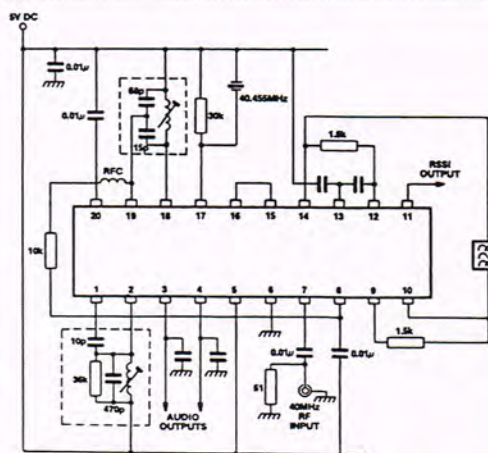 5V DC
0.01μ
0.01μ
68p
15p
30k
40.455MHz
1.8k
RSSI
OUTPUT
RFC
10k
20
19
18
17
16
15
14
13
12
11
1
2
3
4
5
6
7
8
9
10
10p
36k
470p
AUDIO
OUTPUTS
0.01μ
51
40MHz
RF
INPUT
0.01μ
1.5k